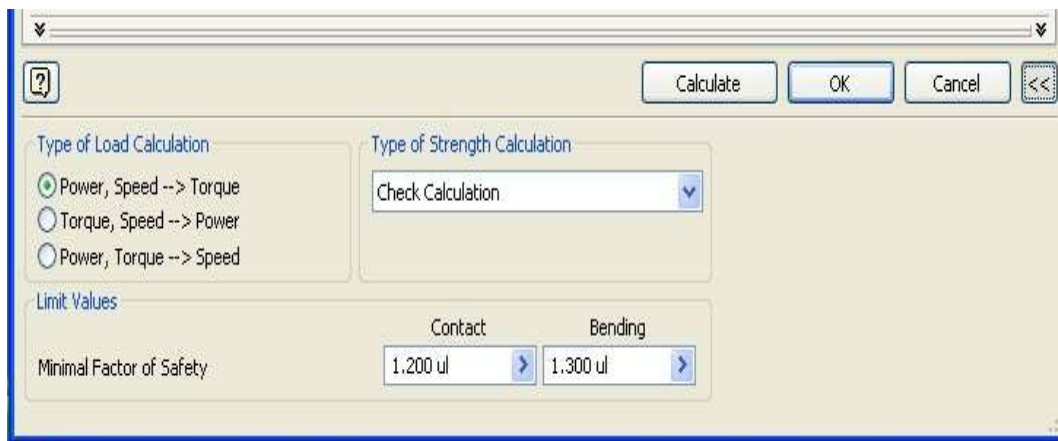 ?
Calculate OK Cancel <<
Type of Load Calculation
Power, Speed --> Torque
Torque, Speed --> Power
Power, Torque --> Speed
Type of Strength Calculation
Check Calculation
Limit Values
Contact Bending
Minimal Factor of Safety 1.200 ul 1.300 ul